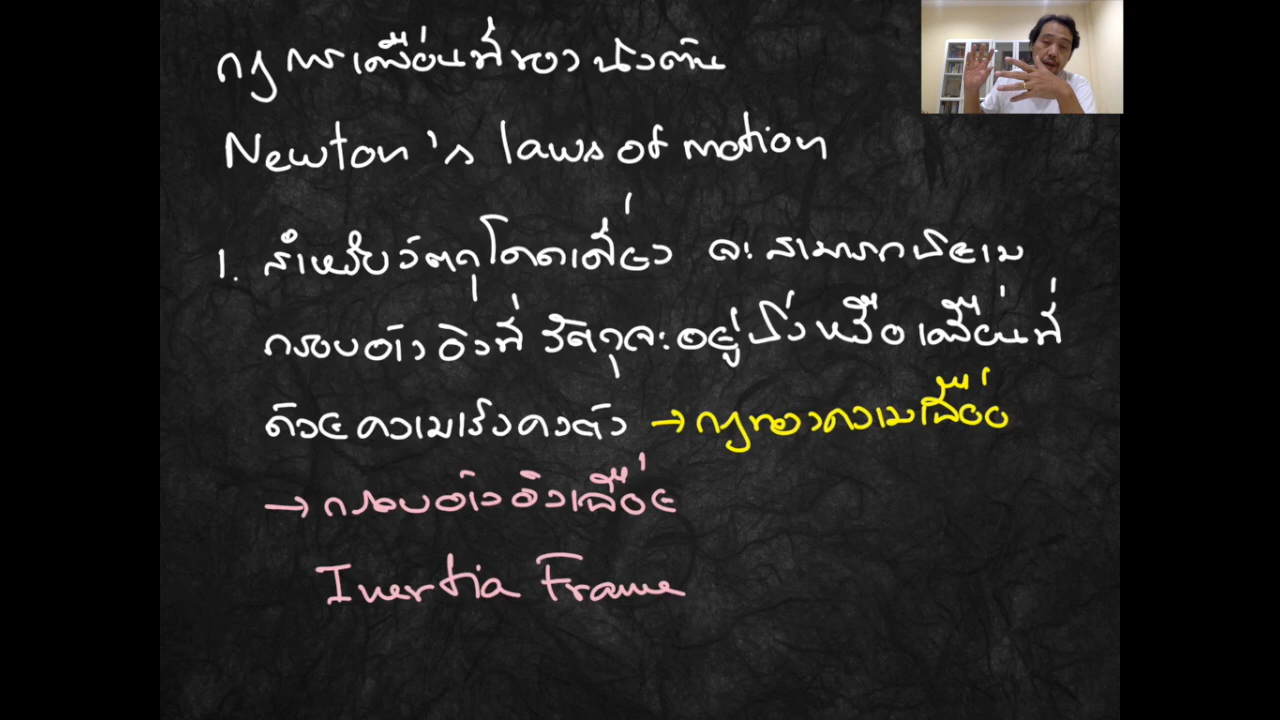 กฎการเคลื่อนที่ของนิวตัน
Newton's laws of motion
1. สำหรับวัตถุโดดเดี่ยว จะสามารถนิยาม
กรอบอ้างอิงที่วัตถุจะอยู่นิ่งหรือเคลื่อนที่
ด้วยความเร็วคงตัว → กฎของความเฉื่อย
→ กรอบอ้างอิงเฉื่อย
Inertia Frame